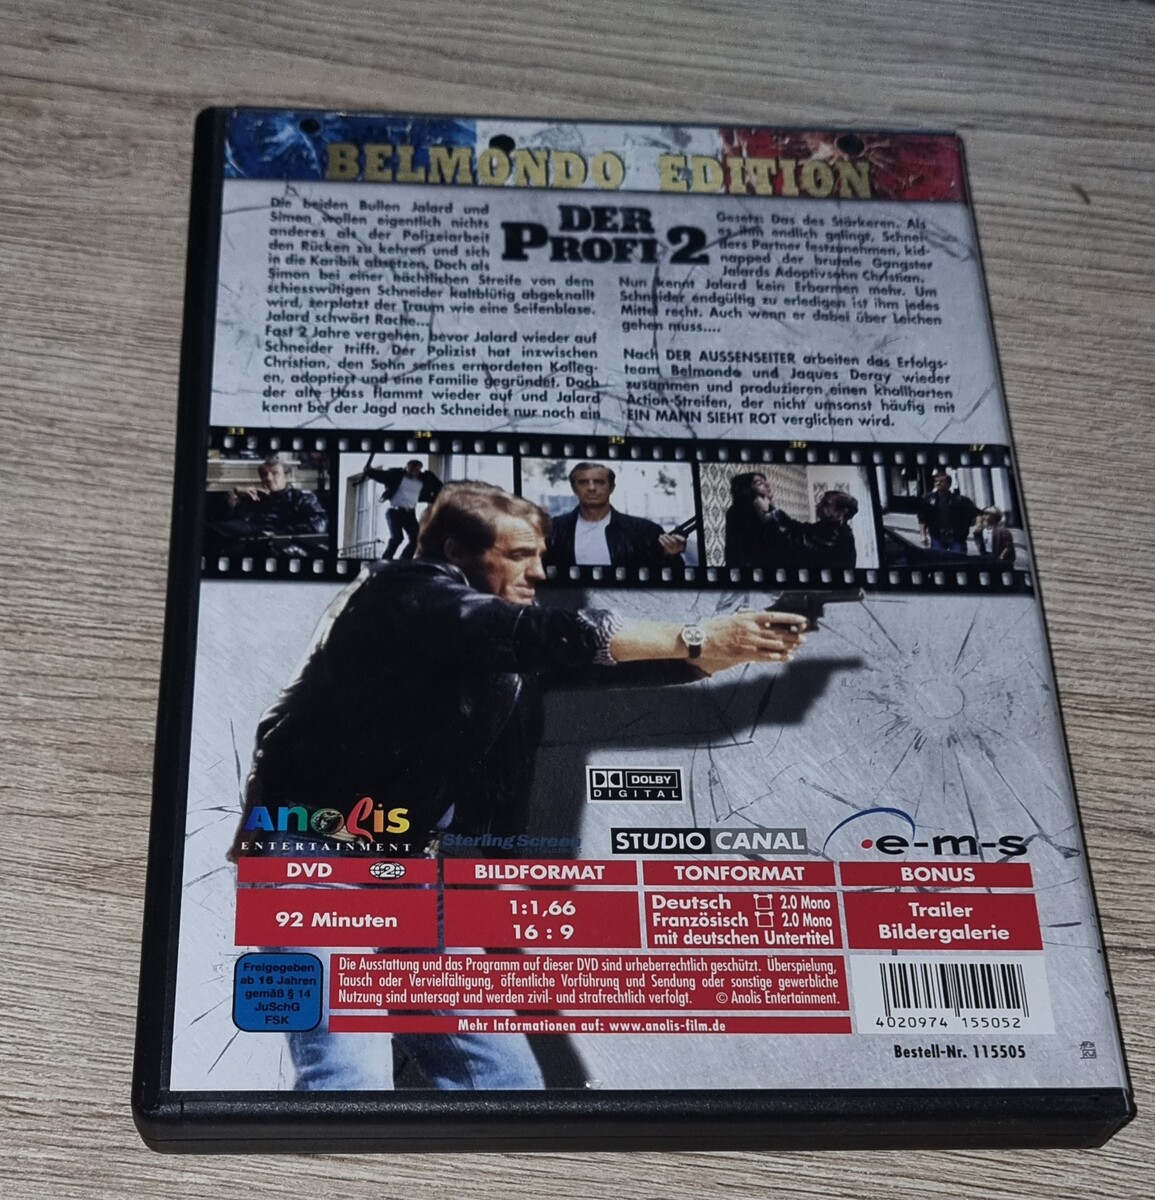 BELMONDO EDITION
DER
PROFI 2
Die beiden Bullen Jalard und
Simon wollen eigentlich nichts
anderes als der Polizeiarbeit
den Rücken zu kehren und sich
in die Karibik absetzen. Doch als
Simon bei einer nächtlichen Streife von dem
schiesswütigen Schneider kaltblütig abgeknallt
wird, zerplatzt der Traum wie eine Seifenblase.
Jalard schwört Rache...
Fast 2 Jahre vergehen, bevor Jalard wieder auf
Schneider trifft. Der Polizist hat inzwischen
Christian, den Sohn seines ermordeten Kolleg-
en, adoptiert und eine Familie gegründet. Doch
der alte Hass flammt wieder auf und Jalard
kennt bei der Jagd nach Schneider nur noch ein
Gesetz: Das des Stärkeren. Als
es ihm endlich gelingt, Schnei-
ders Partner festzunehmen, kid-
napped der brutale Gangster
Jalards Adoptivsohn Christian.
Nun kennt Jalard kein Erbarmen mehr. Um
Schneider endgültig zu erledigen ist ihm jedes
Mittel recht. Auch wenn er dabei über Leichen
gehen muss....
Nach DER AUSSENSEITER arbeiten das Erfolgs-
team Belmondo und Jaques Deray wieder
zusammen und produzieren einen knallharten
Action-Streifen, der nicht umsonst häufig mit
EIN MANN SIEHT ROT verglichen wird.
33 34 35 36 37
DOLBY
DIGITAL
ANOLIS
ENTERTAINMENT
Sterling Screen
STUDIO CANAL
e-m-s
DVD 2
92 Minuten
BILDFORMAT
1:1,66
16 : 9
TONFORMAT
Deutsch 2.0 Mono
Französisch 2.0 Mono
mit deutschen Untertitel
BONUS
Trailer
Bildergalerie
Freigegeben
ab 16 Jahren
gemäß § 14
JuSchG
FSK
Die Ausstattung und das Programm auf dieser DVD sind urheberrechtlich geschützt. Überspielung,
Tausch oder Vervielfältigung, öffentliche Vorführung und Sendung oder sonstige gewerbliche
Nutzung sind untersagt und werden zivil- und strafrechtlich verfolgt. © Anolis Entertainment.
Mehr Informationen auf: www.anolis-film.de
4020974 155052
Bestell-Nr. 115505